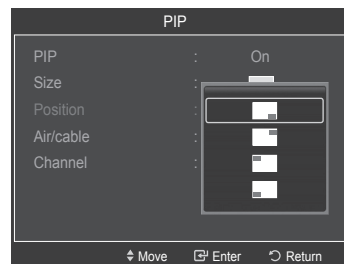 PIP
PIP : On
Size :
Position :
Air/cable :
Channel :
Move Enter Return